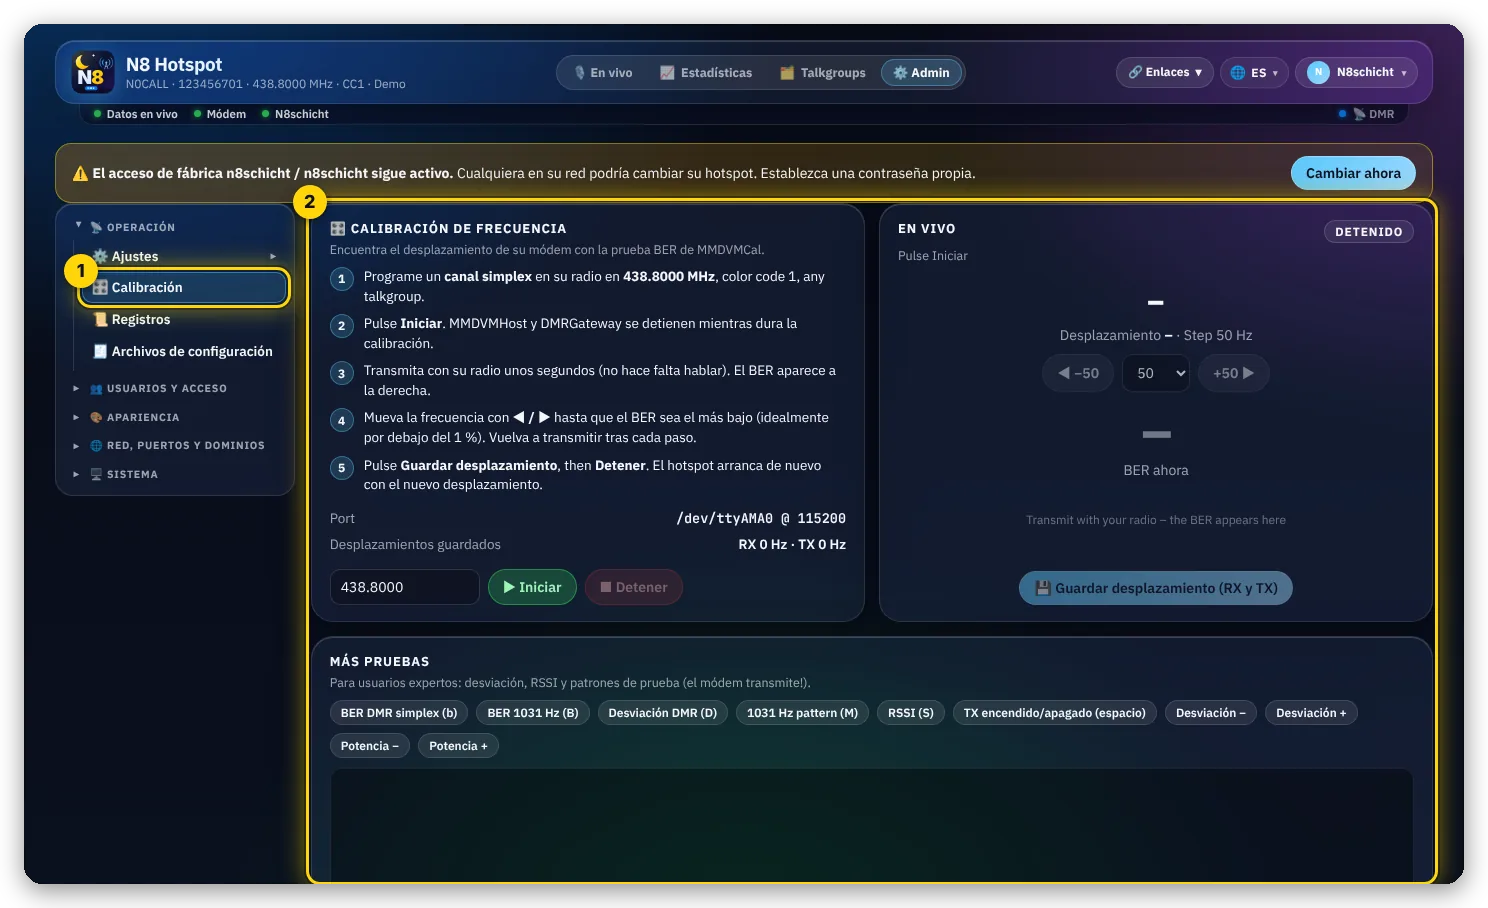 N8
N8 Hotspot
N0CALL · 123456701 · 438.8000 MHz · CC1 · Demo
En vivo
Estadísticas
Talkgroups
Admin
Enlaces ▾
ES ▾
N
N8schicht ▾
Datos en vivo
Módem
N8schicht
DMR
El acceso de fábrica n8schicht / n8schicht sigue activo. Cualquiera en su red podría cambiar su hotspot. Establezca una contraseña propia.
Cambiar ahora
OPERACIÓN
Ajustes
1
Calibración
Registros
Archivos de configuración
USUARIOS Y ACCESO
APARIENCIA
RED, PUERTOS Y DOMINIOS
SISTEMA
2
CALIBRACIÓN DE FRECUENCIA
Encuentra el desplazamiento de su módem con la prueba BER de MMDVMCal.
1 Programe un canal simplex en su radio en 438.8000 MHz, color code 1, any
talkgroup.
2 Pulse Iniciar. MMDVMHost y DMRGateway se detienen mientras dura la
calibración.
3 Transmita con su radio unos segundos (no hace falta hablar). El BER aparece a
la derecha.
4 Mueva la frecuencia con ◀ / ▶ hasta que el BER sea el más bajo (idealmente
por debajo del 1 %). Vuelva a transmitir tras cada paso.
5 Pulse Guardar desplazamiento, then Detener. El hotspot arranca de nuevo
con el nuevo desplazamiento.
Port /dev/ttyAMA0 @ 115200
Desplazamientos guardados RX 0 Hz · TX 0 Hz
438.8000
▶ Iniciar
■ Detener
EN VIVO
DETENIDO
Pulse Iniciar
–
Desplazamiento – · Step 50 Hz
◀ −50
50
+50 ▶
—
BER ahora
Transmit with your radio – the BER appears here
Guardar desplazamiento (RX y TX)
MÁS PRUEBAS
Para usuarios expertos: desviación, RSSI y patrones de prueba (el módem transmite!).
BER DMR simplex (b)
BER 1031 Hz (B)
Desviación DMR (D)
1031 Hz pattern (M)
RSSI (S)
TX encendido/apagado (espacio)
Desviación −
Desviación +
Potencia −
Potencia +